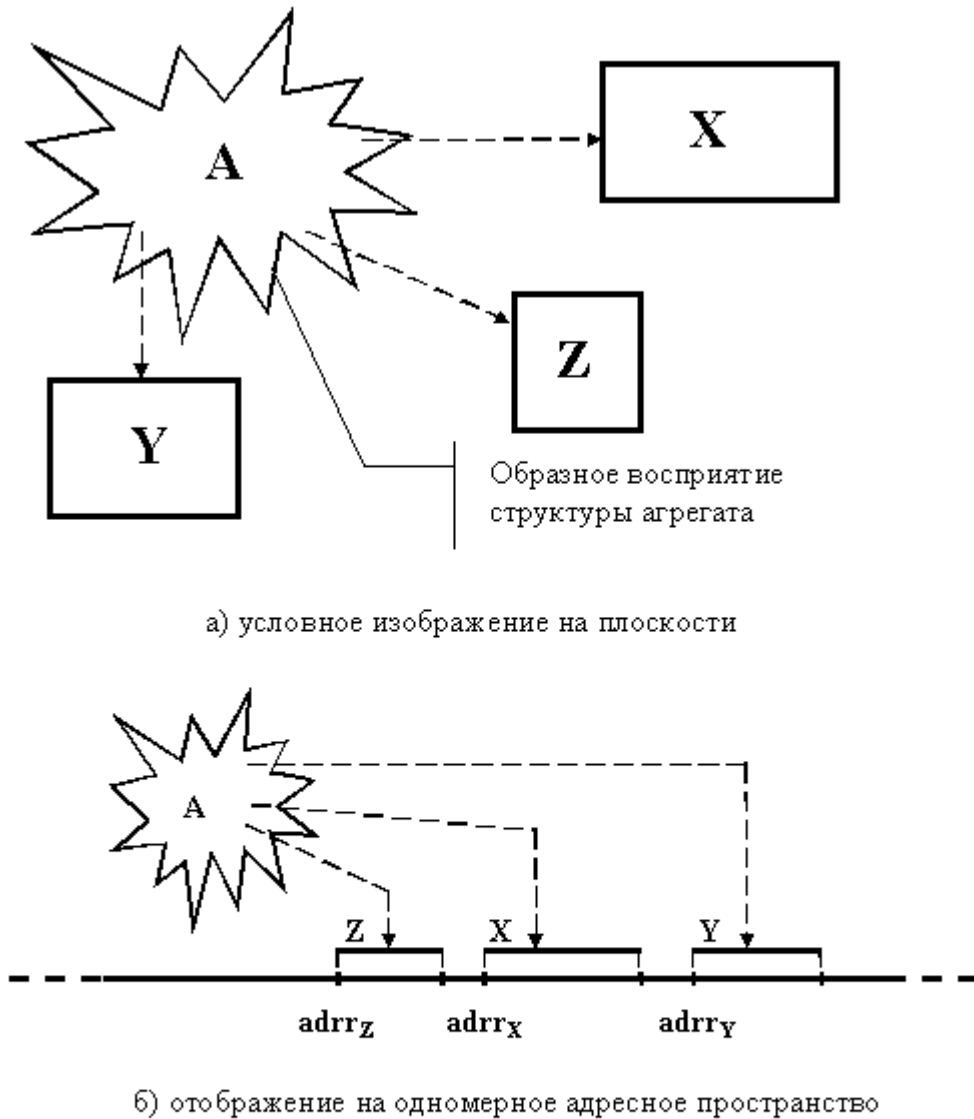 A
X
Z
Y
Образное восприятие
структуры агрегата
а) условное изображение на плоскости
A
Z X Y
adrrZ adrrX adrrY
б) отображение на одномерное адресное пространство